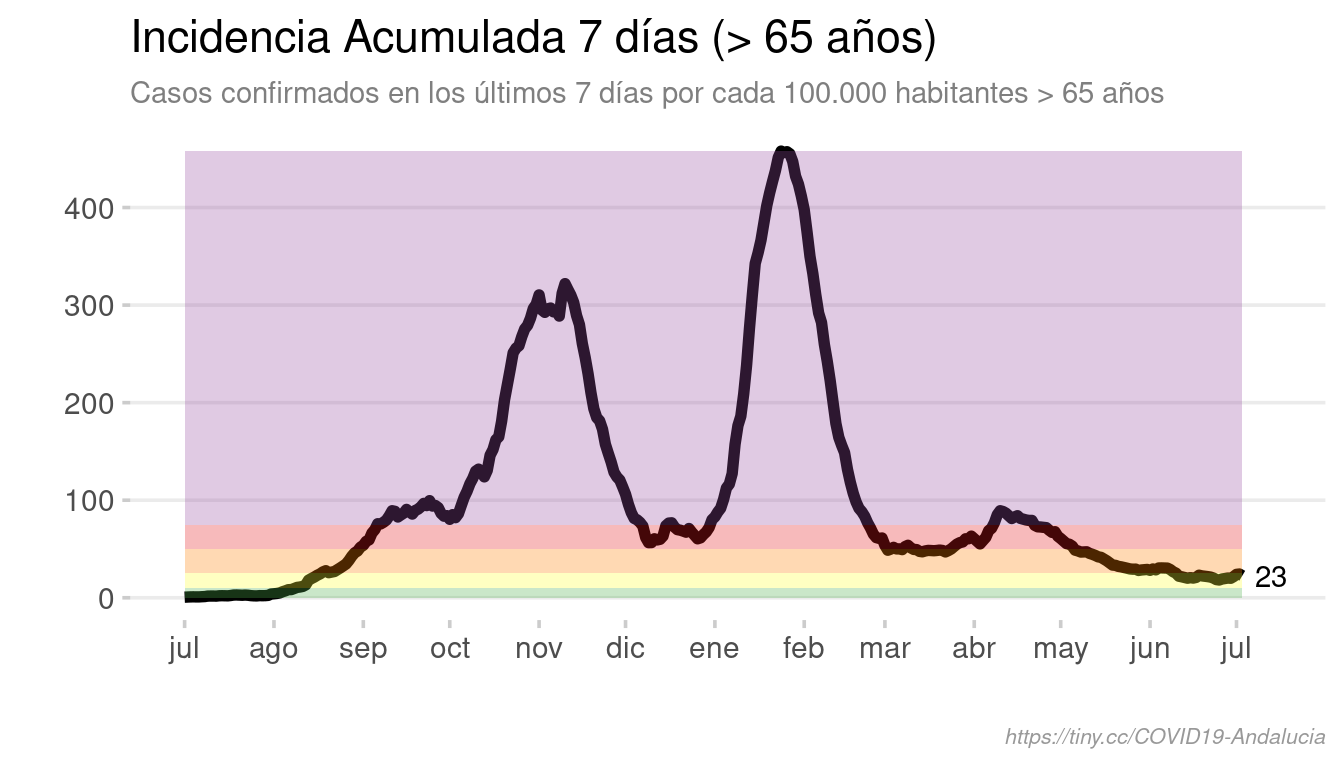 Incidencia Acumulada 7 días (> 65 años)
Casos confirmados en los últimos 7 días por cada 100.000 habitantes > 65 años
400
300
200
100
0
23
jul ago sep oct nov dic ene feb mar abr may jun jul
https://tiny.cc/COVID19-Andalucia